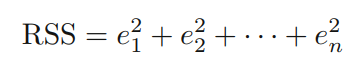 RSS = e₁² + e₂² + ⋯ + eₙ²